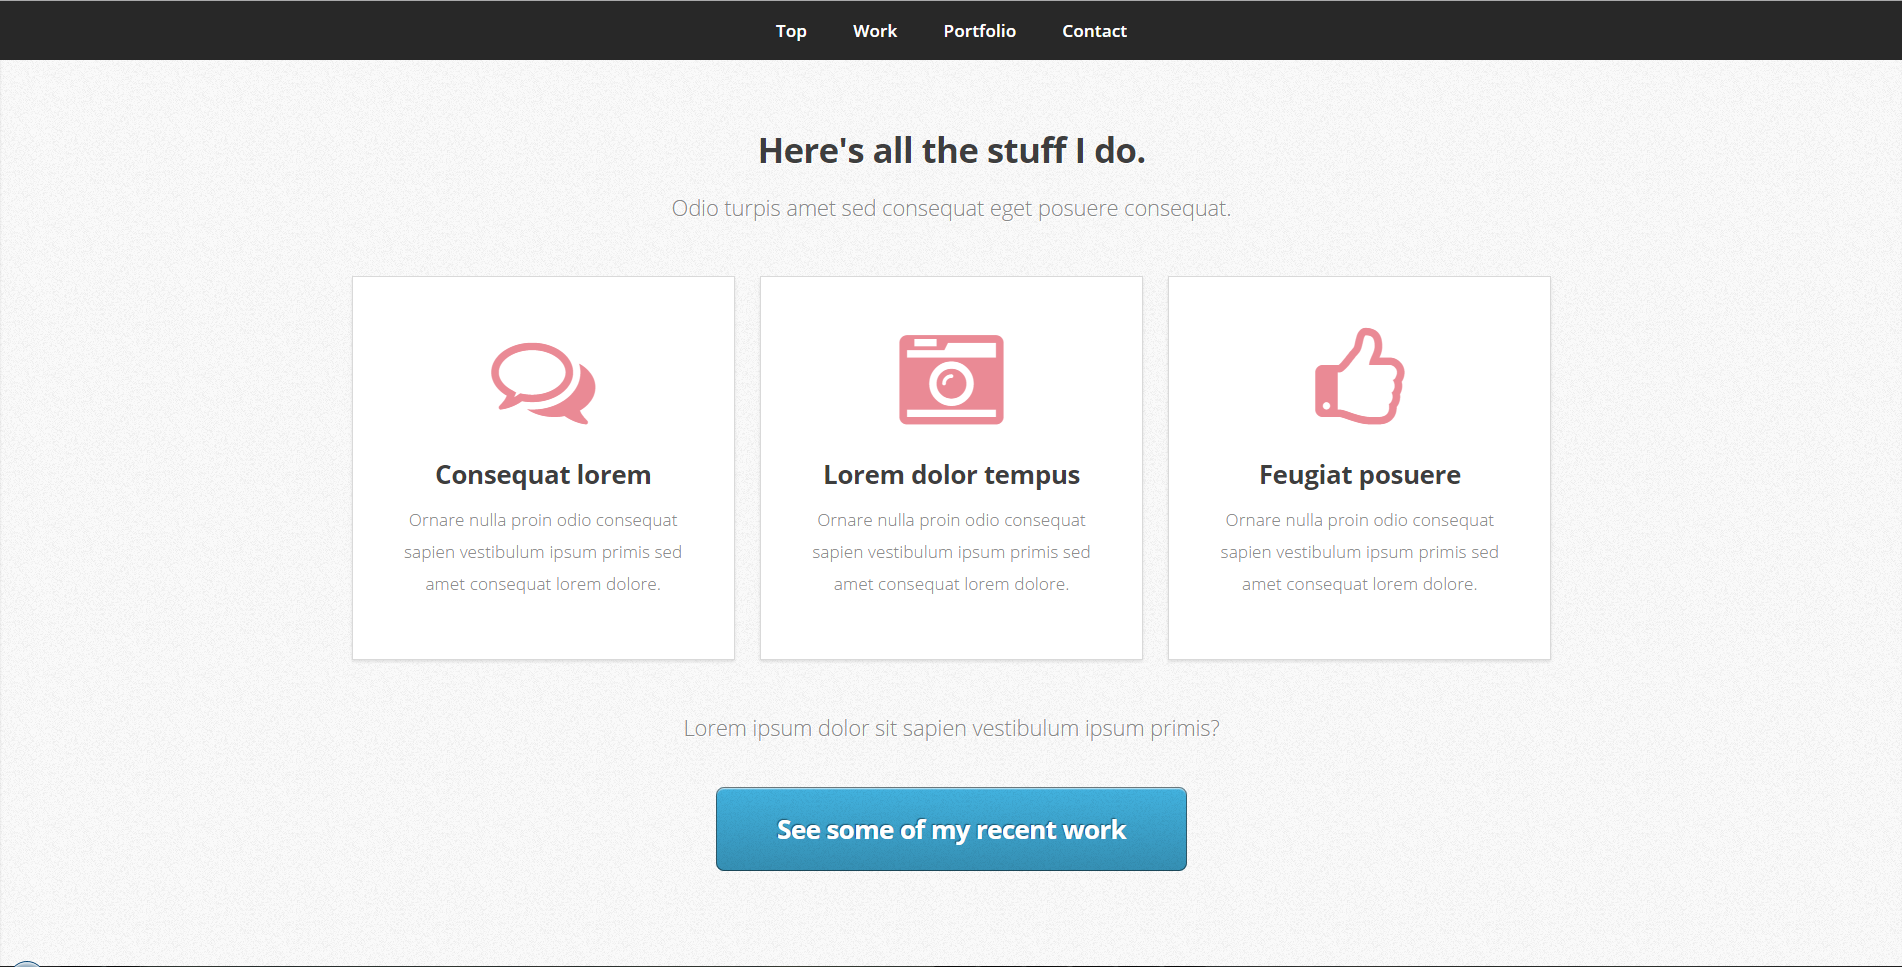 Top Work Portfolio Contact
Here's all the stuff I do.
Odio turpis amet sed consequat eget posuere consequat.
Consequat lorem
Ornare nulla proin odio consequat
sapien vestibulum ipsum primis sed
amet consequat lorem dolore.
Lorem dolor tempus
Ornare nulla proin odio consequat
sapien vestibulum ipsum primis sed
amet consequat lorem dolore.
Feugiat posuere
Ornare nulla proin odio consequat
sapien vestibulum ipsum primis sed
amet consequat lorem dolore.
Lorem ipsum dolor sit sapien vestibulum ipsum primis?
See some of my recent work